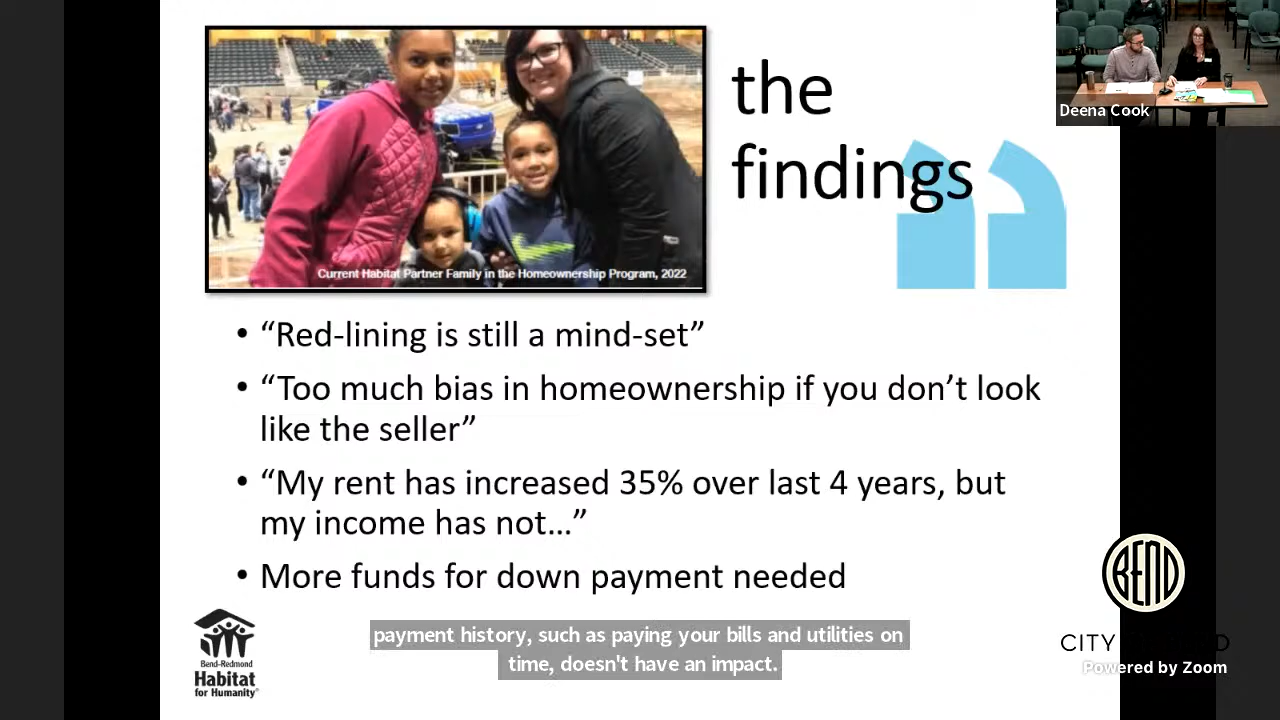 the
findings
Deena Cook
Current Habitat Partner Family in the Homeownership Program, 2022
• “Red-lining is still a mind-set”
• “Too much bias in homeownership if you don’t look
like the seller”
• “My rent has increased 35% over last 4 years, but
my income has not…”
• More funds for down payment needed
payment history, such as paying your bills and utilities on
time, doesn't have an impact.
Bend-Redmond
Habitat
for Humanity®
BEND
CITY
Powered by Zoom